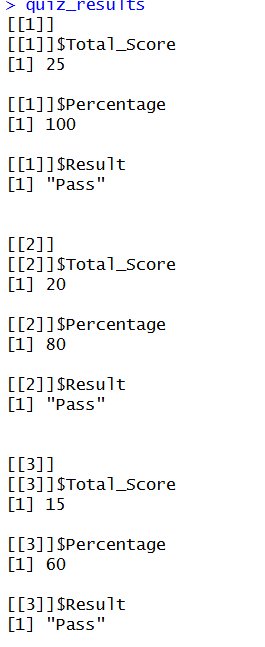 > quiz_results
[[1]]
[[1]]$Total_Score
[1] 25
[[1]]$Percentage
[1] 100
[[1]]$Result
[1] "Pass"
[[2]]
[[2]]$Total_Score
[1] 20
[[2]]$Percentage
[1] 80
[[2]]$Result
[1] "Pass"
[[3]]
[[3]]$Total_Score
[1] 15
[[3]]$Percentage
[1] 60
[[3]]$Result
[1] "Pass"